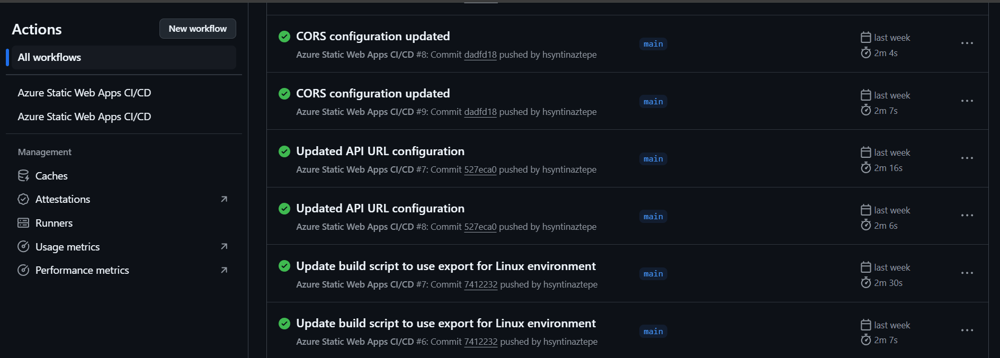 Actions
New workflow
All workflows
Azure Static Web Apps CI/CD
Azure Static Web Apps CI/CD
Management
Caches
Attestations
Runners
Usage metrics
Performance metrics
CORS configuration updated
Azure Static Web Apps CI/CD #8: Commit dadfd18 pushed by hsyntinaztepe
main
last week
2m 4s
CORS configuration updated
Azure Static Web Apps CI/CD #9: Commit dadfd18 pushed by hsyntinaztepe
main
last week
2m 7s
Updated API URL configuration
Azure Static Web Apps CI/CD #7: Commit 527eca0 pushed by hsyntinaztepe
main
last week
2m 16s
Updated API URL configuration
Azure Static Web Apps CI/CD #8: Commit 527eca0 pushed by hsyntinaztepe
main
last week
2m 6s
Update build script to use export for Linux environment
Azure Static Web Apps CI/CD #7: Commit 7412232 pushed by hsyntinaztepe
main
last week
2m 30s
Update build script to use export for Linux environment
Azure Static Web Apps CI/CD #6: Commit 7412232 pushed by hsyntinaztepe
main
last week
2m 7s